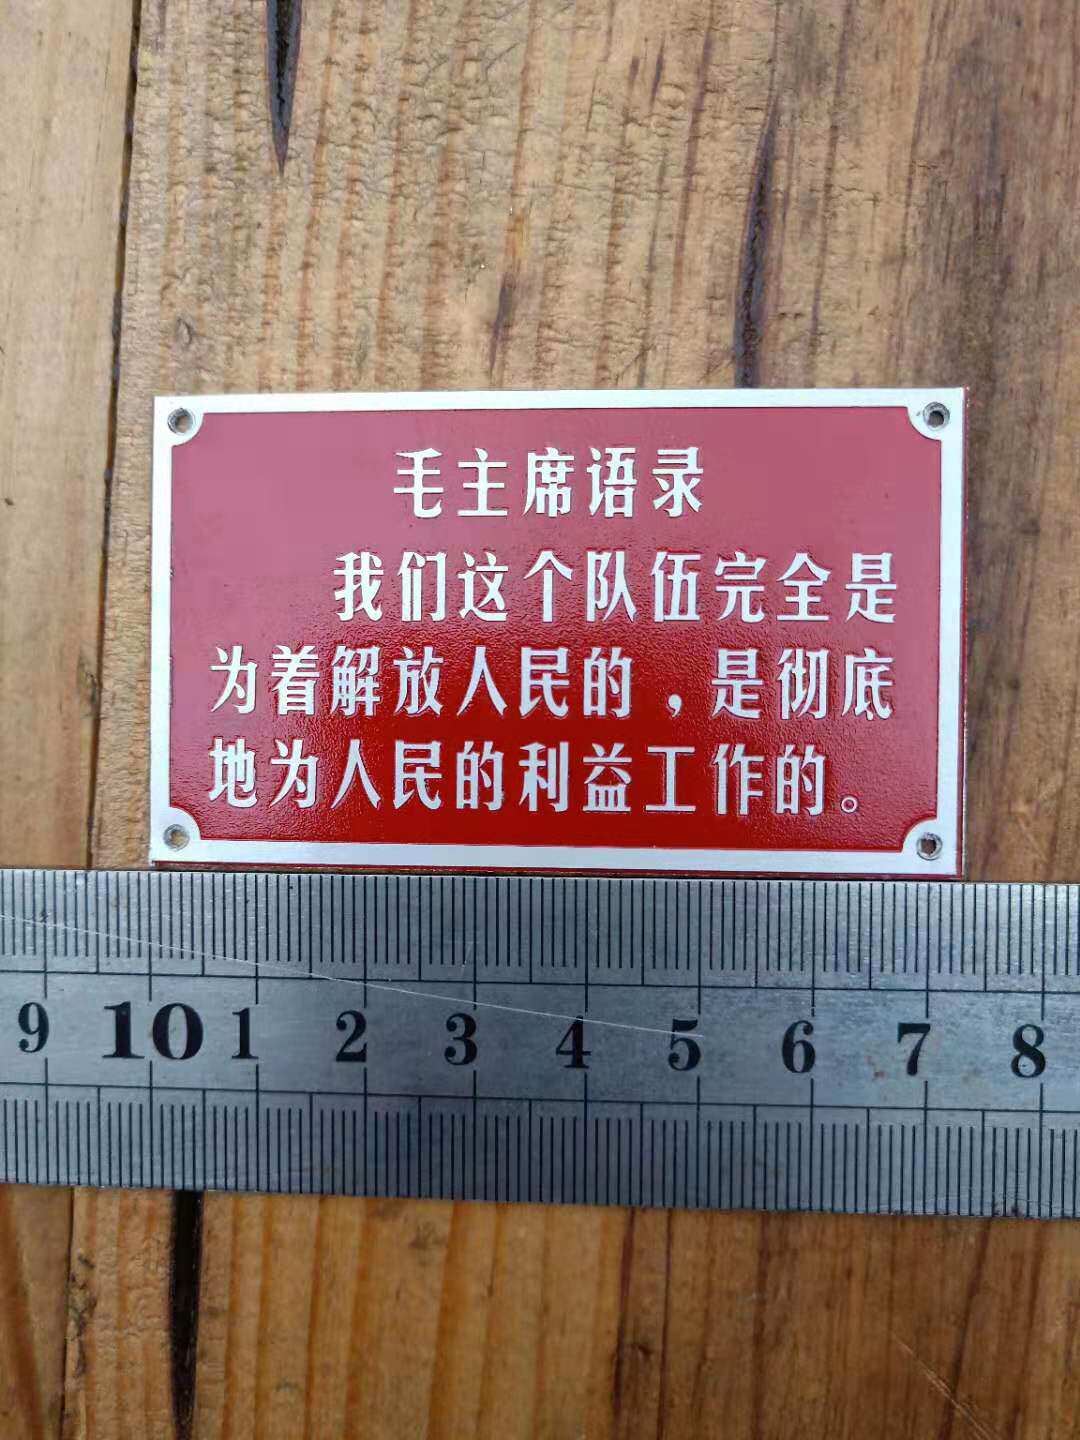 毛主席语录
我们这个队伍完全是
为着解放人民的，是彻底
地为人民的利益工作的。
9 10 1 2 3 4 5 6 7 8